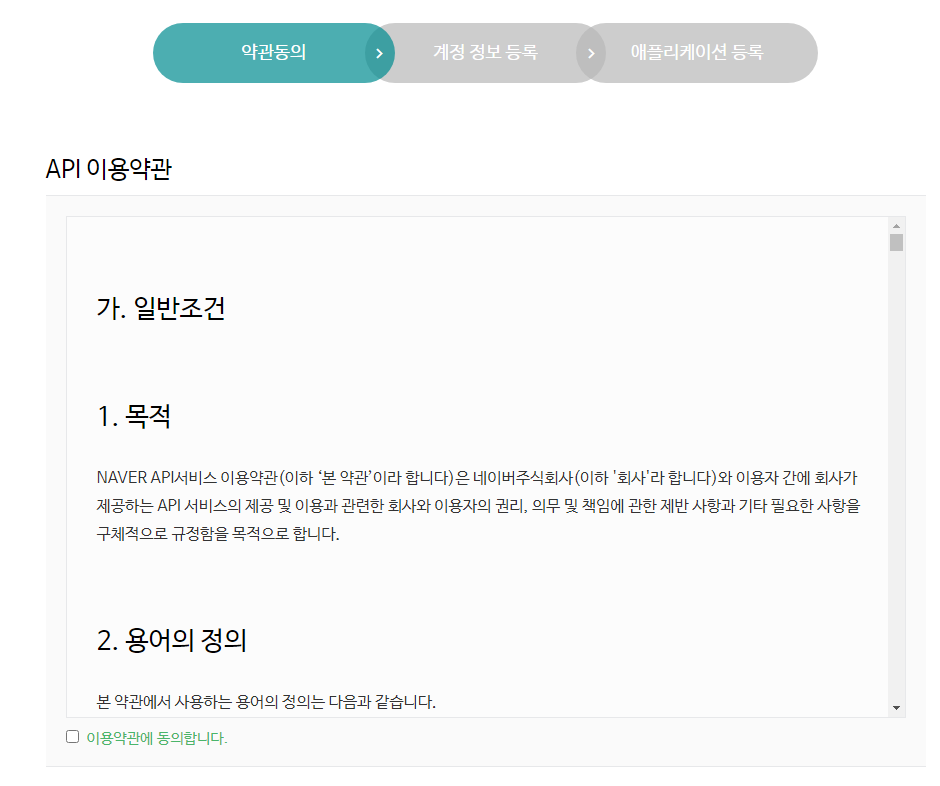 약관동의
계정 정보 등록
애플리케이션 등록
API 이용약관
가. 일반조건
1. 목적
NAVER API서비스 이용약관(이하 ‘본 약관’이라 합니다)은 네이버주식회사(이하 '회사'라 합니다)와 이용자 간에 회사가
제공하는 API 서비스의 제공 및 이용과 관련한 회사와 이용자의 권리, 의무 및 책임에 관한 제반 사항과 기타 필요한 사항을
구체적으로 규정함을 목적으로 합니다.
2. 용어의 정의
본 약관에서 사용하는 용어의 정의는 다음과 같습니다.
이용약관에 동의합니다.